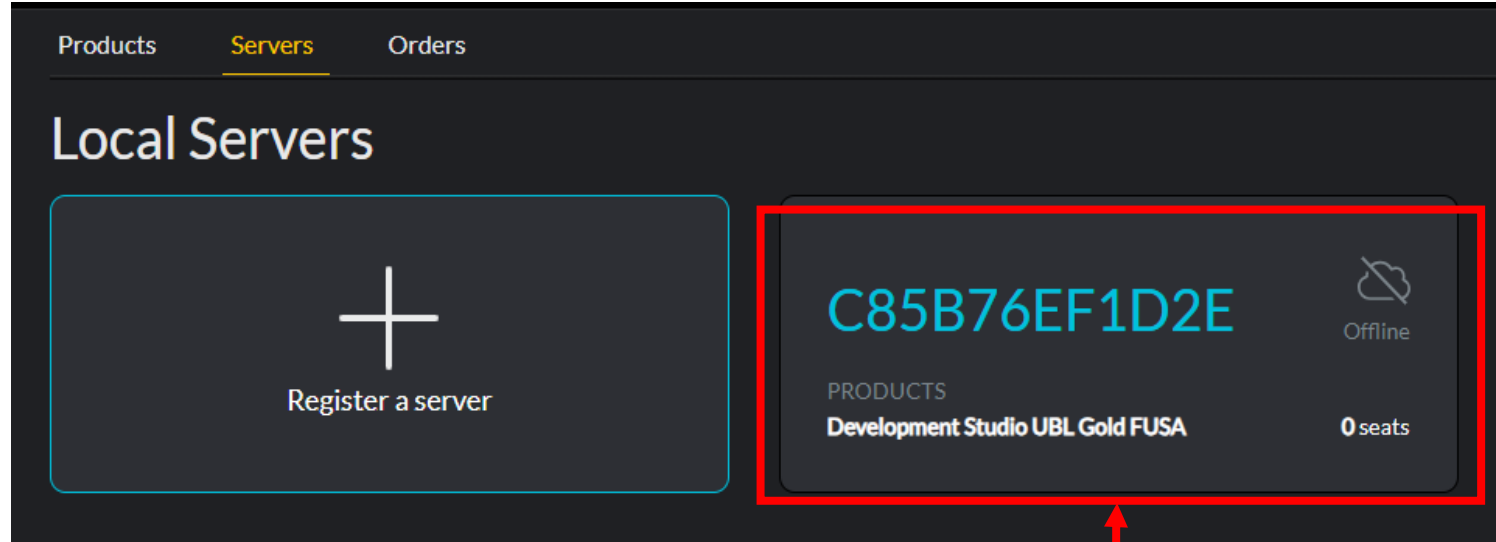 Products Servers Orders
Local Servers
Register a server
C85B76EF1D2E
Offline
PRODUCTS
Development Studio UBL Gold FUSA 0 seats